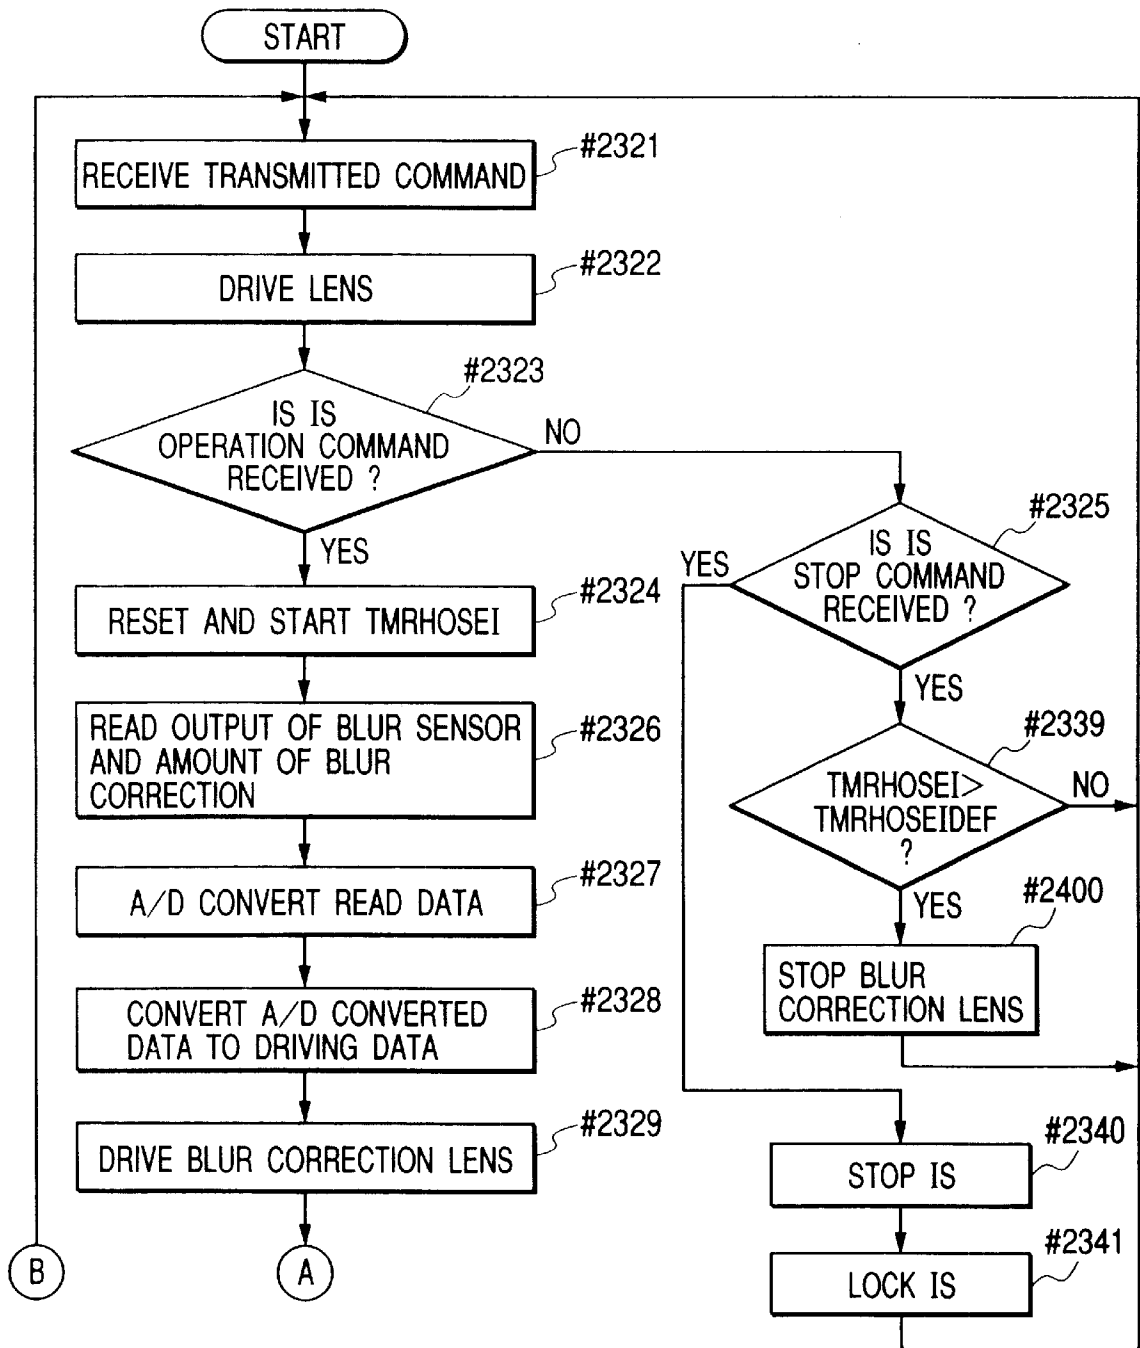 START
RECEIVE TRANSMITTED COMMAND
#2321
DRIVE LENS
#2322
#2323
IS IS
OPERATION COMMAND
RECEIVED ?
NO
YES
RESET AND START TMRHOSEI
#2324
READ OUTPUT OF BLUR SENSOR
AND AMOUNT OF BLUR
CORRECTION
#2326
A/D CONVERT READ DATA
#2327
CONVERT A/D CONVERTED
DATA TO DRIVING DATA
#2328
DRIVE BLUR CORRECTION LENS
#2329
B
A
#2325
IS IS
STOP COMMAND
RECEIVED ?
YES
YES
#2339
TMRHOSEI>
TMRHOSEIDEF
?
NO
YES
#2400
STOP BLUR
CORRECTION LENS
#2340
STOP IS
#2341
LOCK IS